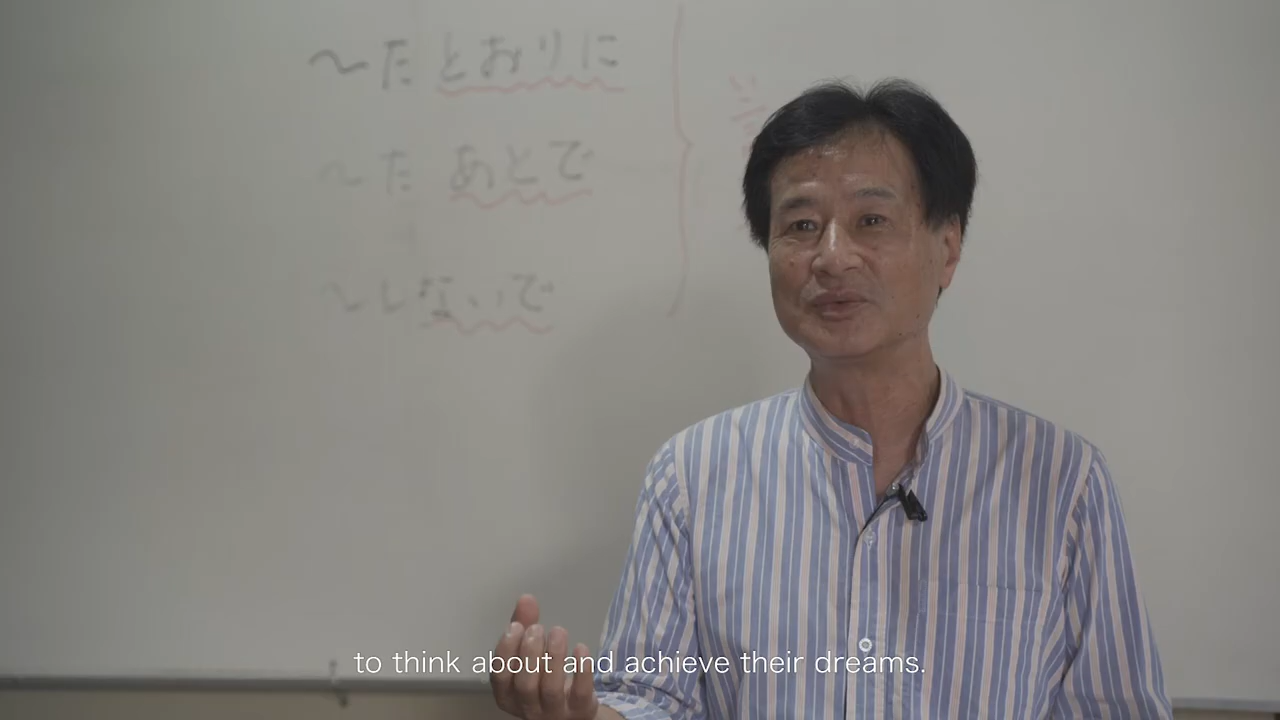 〜た とおりに
〜た あとで
〜しないで
to think about and achieve their dreams.